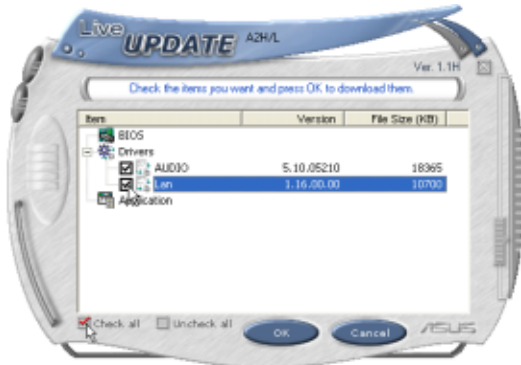 Live
UPDATE A2H/L
Ver. 1.1H
Check the items you want and press OK to download them.
Item Version File Size (KB)
BIOS
Drivers
AUDIO 5.10.05210 18365
Lan 1.16.00.00 10700
Application
Check all Uncheck all OK Cancel ASUS